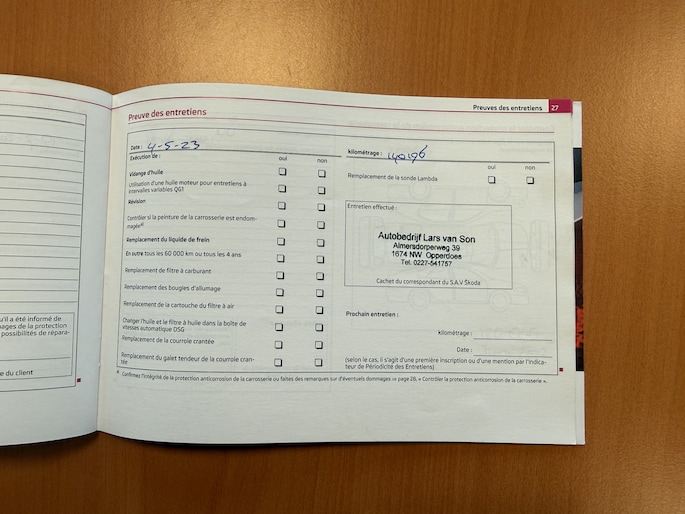 Preuves des entretiens 27
Preuve des entretiens
Date : 4-5-23
Exécution de : oui non
Vidange d'huile
Utilisation d'une huile moteur pour entretiens à
intervalles variables QG1
Révision
Contrôler si la peinture de la carrosserie est endom-
magée a)
Remplacement du liquide de frein
En outre tous les 60 000 km ou tous les 4 ans
Remplacement de filtre à carburant
Remplacement des bougies d'allumage
Remplacement de la cartouche du filtre à air
Changer l'huile et le filtre à huile dans la boîte de
vitesses automatique DSG
Remplacement de la courroie crantée
Remplacement du galet tendeur de la courroie cran-
tée
kilométrage : 140196
oui non
Remplacement de la sonde Lambda
Entretien effectué :
Autobedrijf Lars van Son
Almersdorperweg 39
1674 NW Opperdoes
Tel. 0227-541757
Cachet du correspondant du S.A.V Škoda
Prochain entretien :
kilométrage :
Date :
(selon le cas, il s'agit d'une première inscription ou d'une mention par l'Indica-
teur de Périodicité des Entretiens)
a) Confirmez l'intégrité de la protection anticorrosion de la carrosserie ou faites des remarques sur d'éventuels dommages ⇒ page 26, « Contrôler la protection anticorrosion de la carrosserie ».
qu'il a été informé de
mages de la protection
possibilités de répara-
e du client